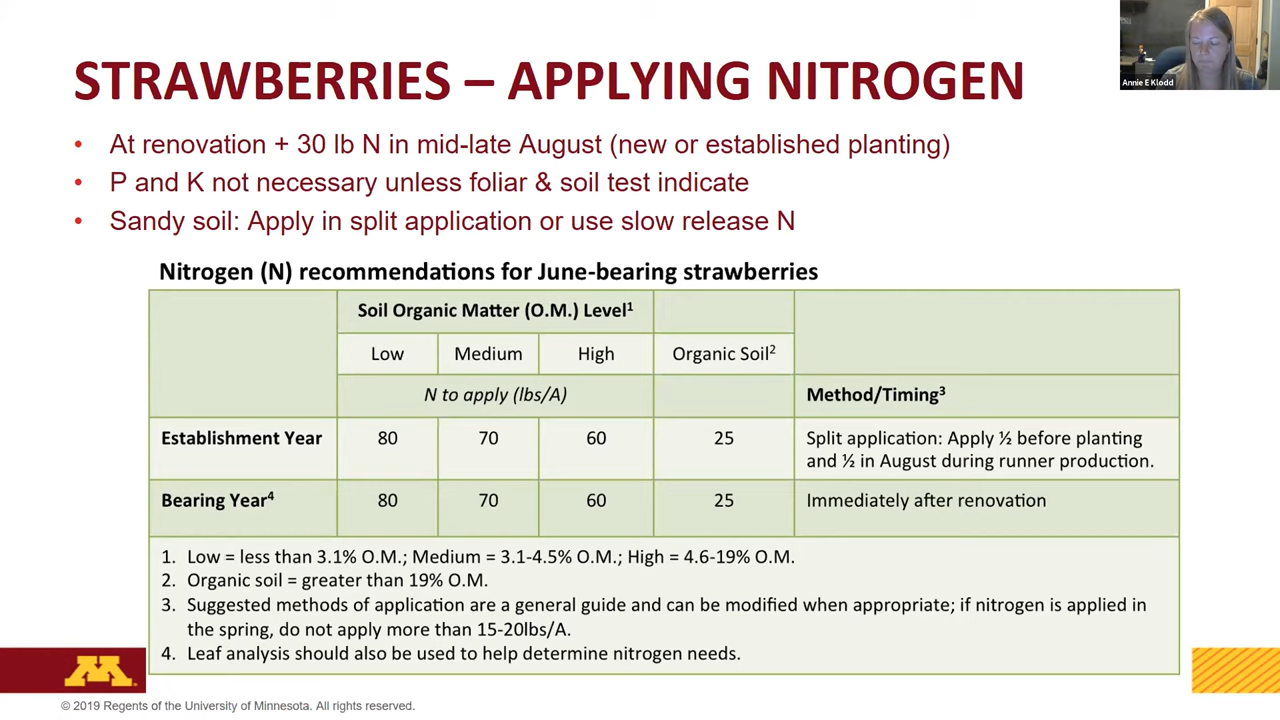 Annie E Klodd
STRAWBERRIES – APPLYING NITROGEN
• At renovation + 30 lb N in mid-late August (new or established planting)
• P and K not necessary unless foliar & soil test indicate
• Sandy soil: Apply in split application or use slow release N
Nitrogen (N) recommendations for June-bearing strawberries
Soil Organic Matter (O.M.) Level¹
Low Medium High Organic Soil²
N to apply (lbs/A) Method/Timing³
Establishment Year 80 70 60 25 Split application: Apply ½ before planting
and ½ in August during runner production.
Bearing Year⁴ 80 70 60 25 Immediately after renovation
1. Low = less than 3.1% O.M.; Medium = 3.1-4.5% O.M.; High = 4.6-19% O.M.
2. Organic soil = greater than 19% O.M.
3. Suggested methods of application are a general guide and can be modified when appropriate; if nitrogen is applied in
the spring, do not apply more than 15-20lbs/A.
4. Leaf analysis should also be used to help determine nitrogen needs.
M
© 2019 Regents of the University of Minnesota. All rights reserved.